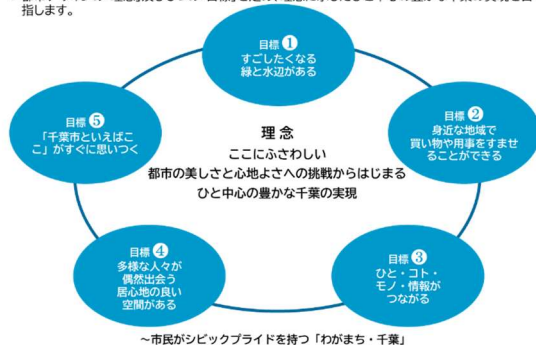 指します。
目標❶
すごしたくなる
緑と水辺がある
目標❷
身近な地域で
買い物や用事をすませ
ることができる
目標❺
「千葉市といえばこ
こ」がすぐに思いつく
理 念
ここにふさわしい
都市の美しさと心地よさへの挑戦からはじまる
ひと中心の豊かな千葉の実現
目標❹
多様な人々が
偶然出会う
居心地の良い
空間がある
目標❸
ひと・コト・
モノ・情報が
つながる
～市民がシビックプライドを持つ「わがまち・千葉」